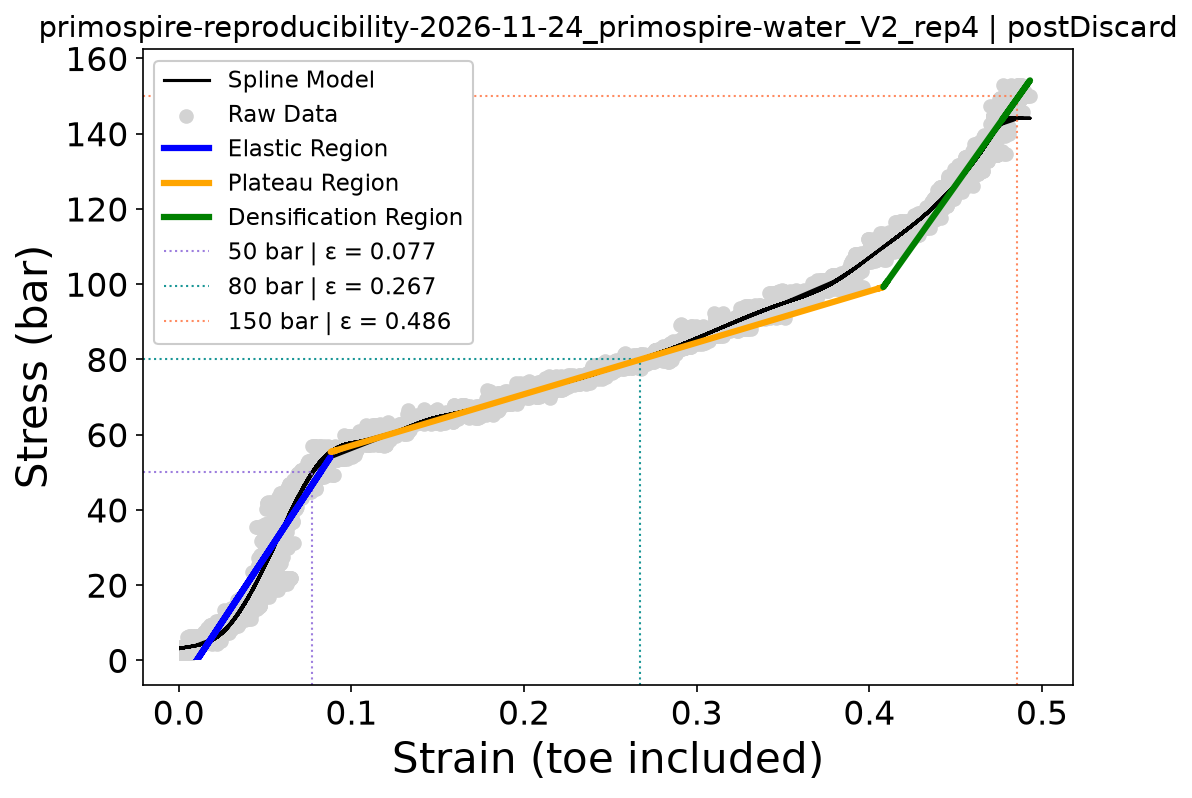 primospire-reproducibility-2026-11-24_primospire-water_V2_rep4 | postDiscard
Stress (bar)
160
140
120
100
80
60
40
20
0
Spline Model
Raw Data
Elastic Region
Plateau Region
Densification Region
50 bar | ε = 0.077
80 bar | ε = 0.267
150 bar | ε = 0.486
0.0 0.1 0.2 0.3 0.4 0.5
Strain (toe included)